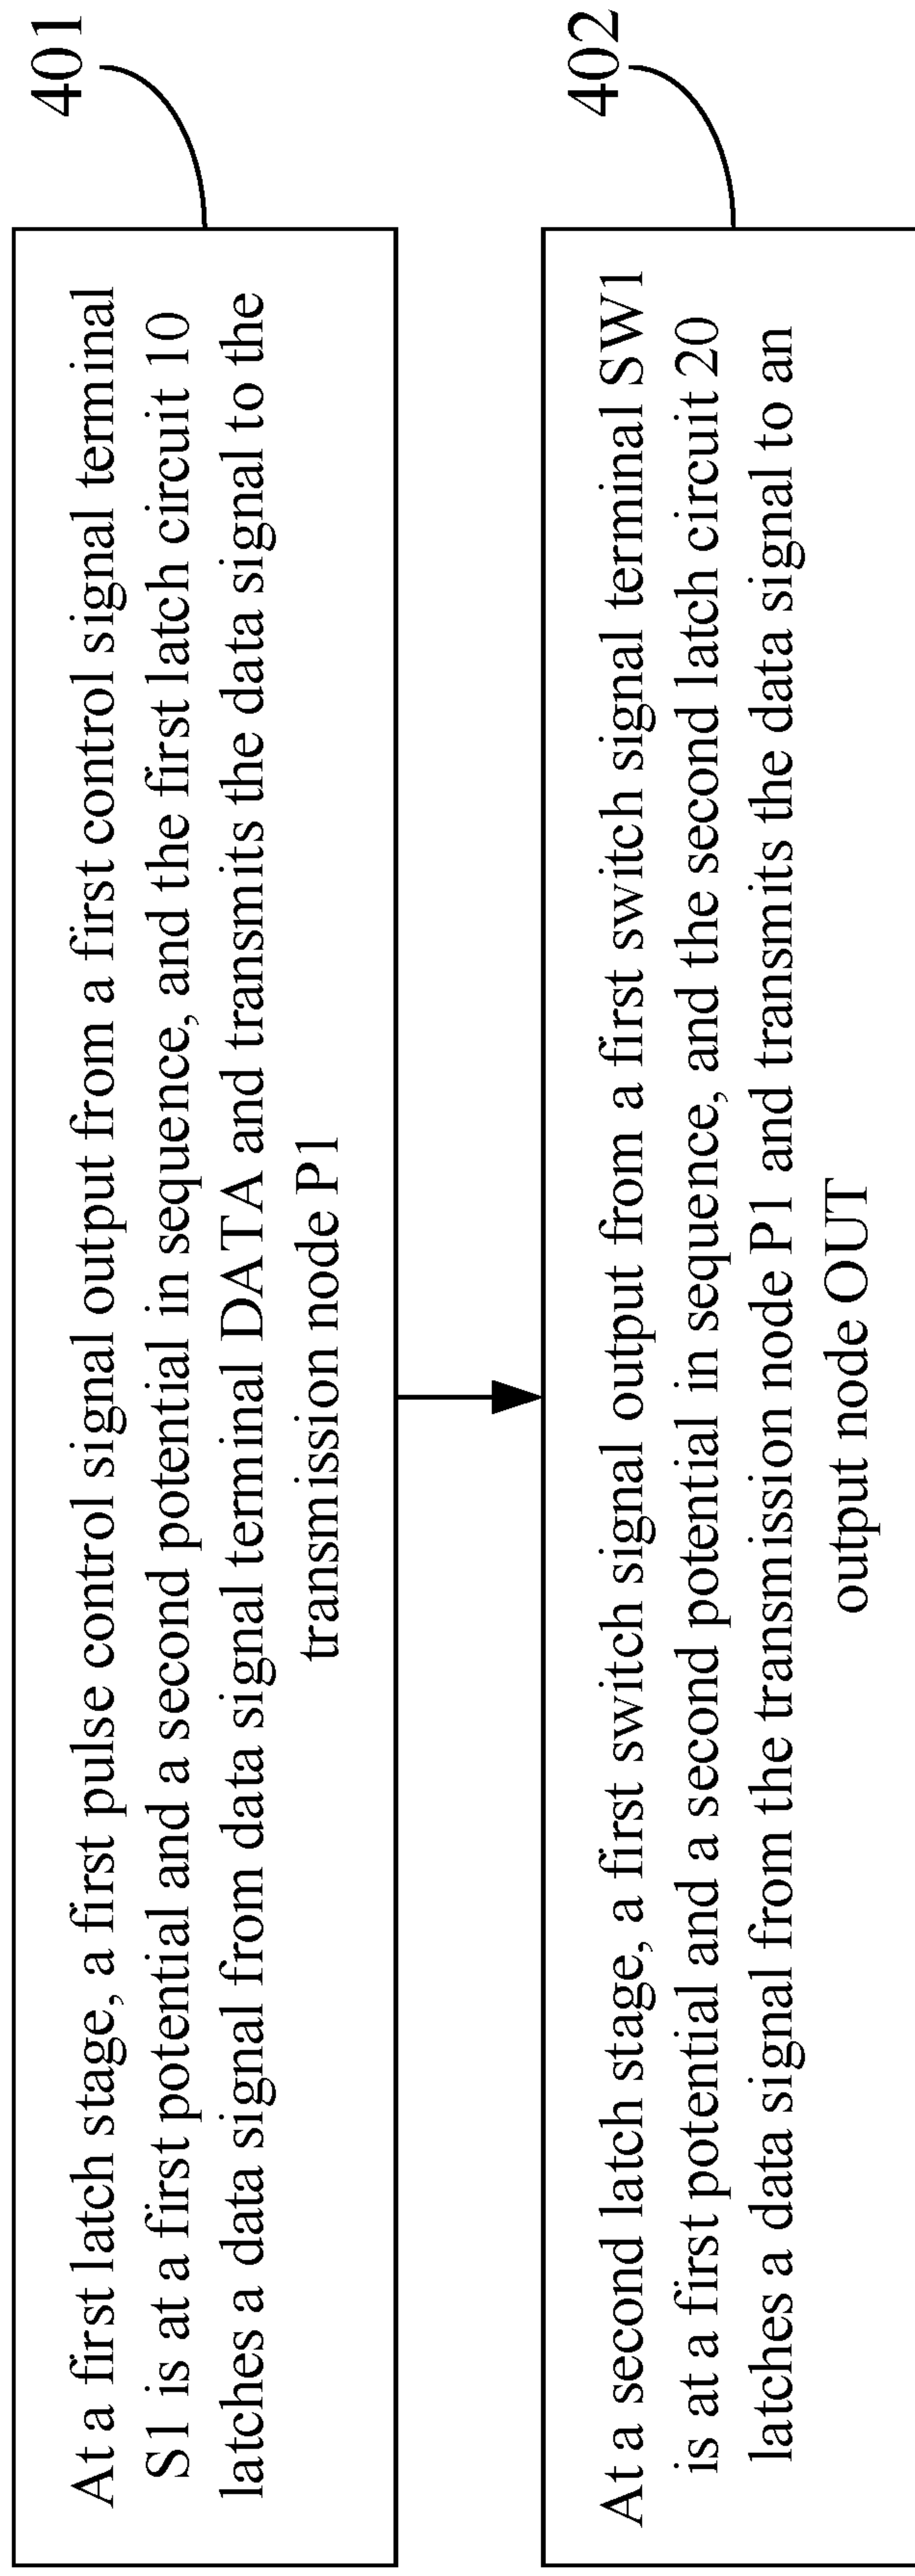 401
At a first latch stage, a first pulse control signal output from a first control signal terminal
S1 is at a first potential and a second potential in sequence, and the first latch circuit 10
latches a data signal from data signal terminal DATA and transmits the data signal to the
transmission node P1
402
At a second latch stage, a first switch signal output from a first switch signal terminal SW1
is at a first potential and a second potential in sequence, and the second latch circuit 20
latches a data signal from the transmission node P1 and transmits the data signal to an
output node OUT